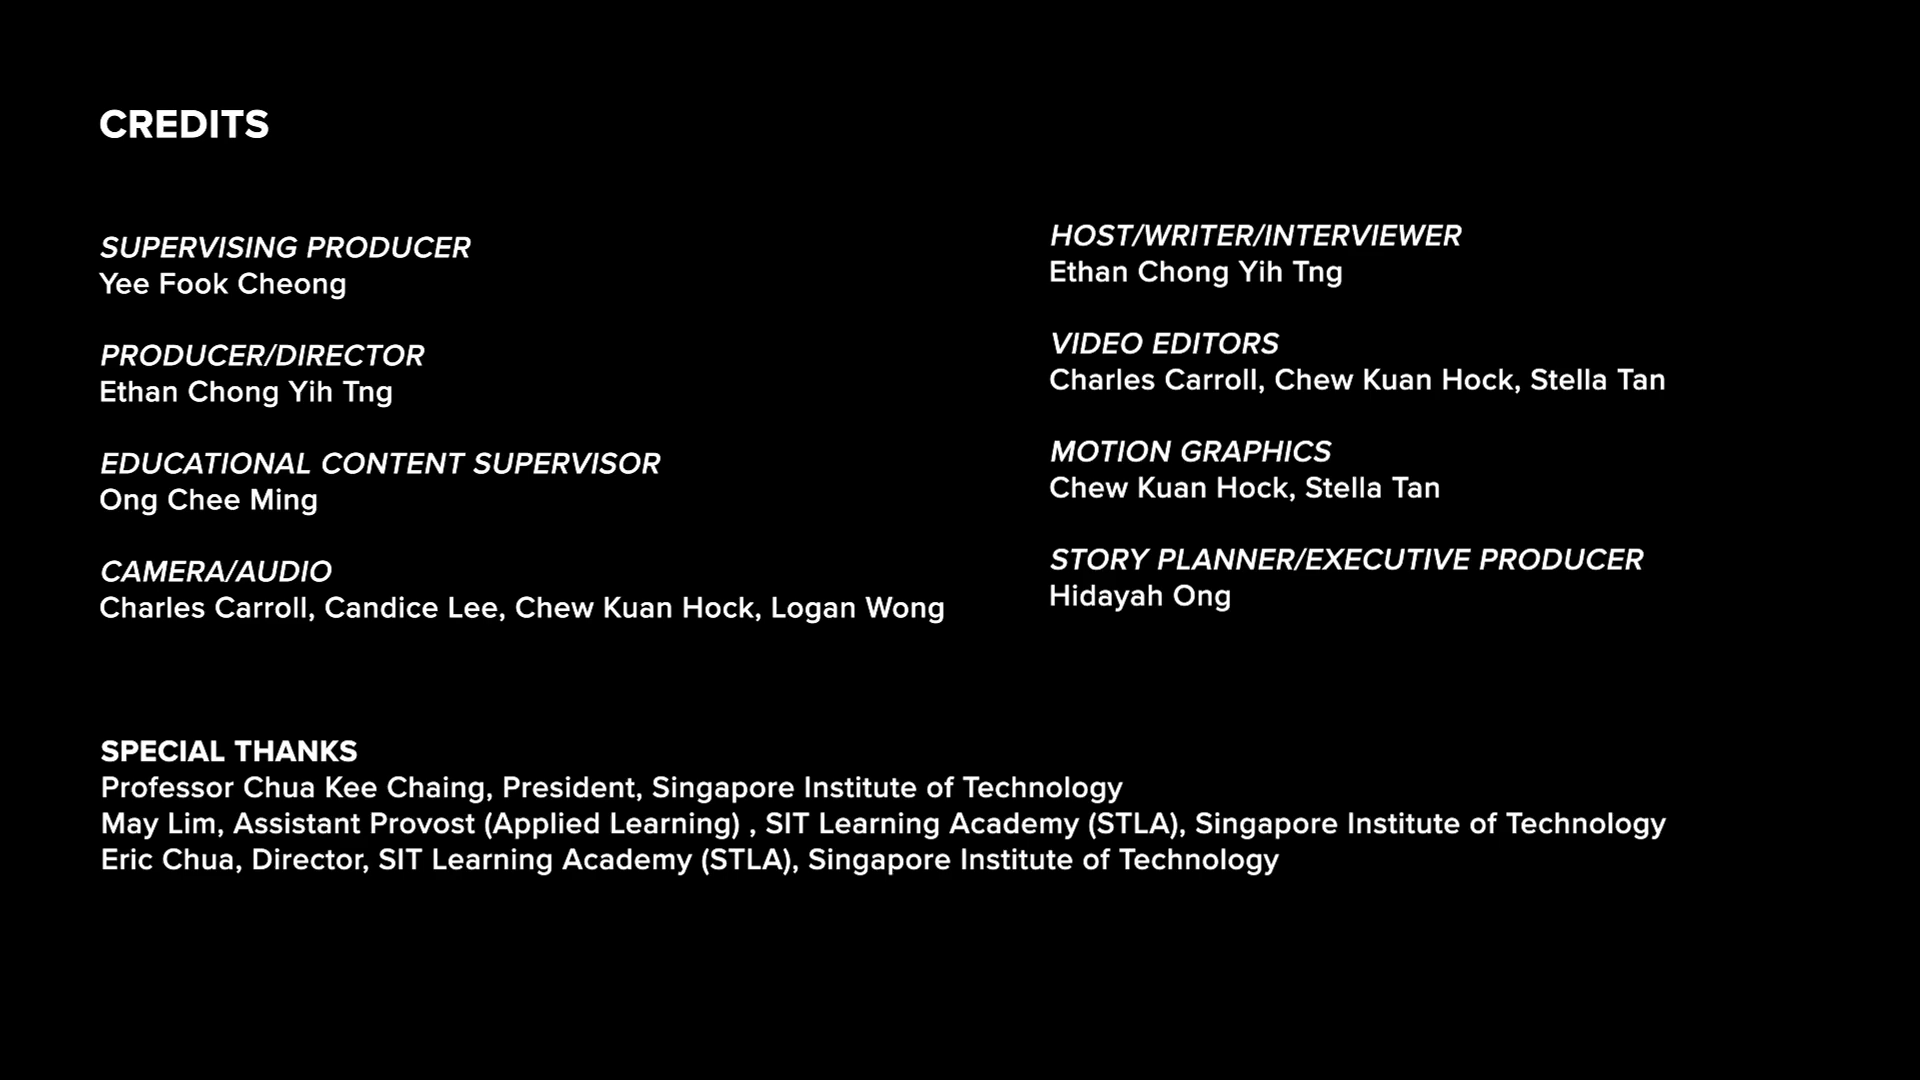 CREDITS
SUPERVISING PRODUCER
Yee Fook Cheong
PRODUCER/DIRECTOR
Ethan Chong Yih Tng
EDUCATIONAL CONTENT SUPERVISOR
Ong Chee Ming
CAMERA/AUDIO
Charles Carroll, Candice Lee, Chew Kuan Hock, Logan Wong
HOST/WRITER/INTERVIEWER
Ethan Chong Yih Tng
VIDEO EDITORS
Charles Carroll, Chew Kuan Hock, Stella Tan
MOTION GRAPHICS
Chew Kuan Hock, Stella Tan
STORY PLANNER/EXECUTIVE PRODUCER
Hidayah Ong
SPECIAL THANKS
Professor Chua Kee Chaing, President, Singapore Institute of Technology
May Lim, Assistant Provost (Applied Learning) , SIT Learning Academy (STLA), Singapore Institute of Technology
Eric Chua, Director, SIT Learning Academy (STLA), Singapore Institute of Technology